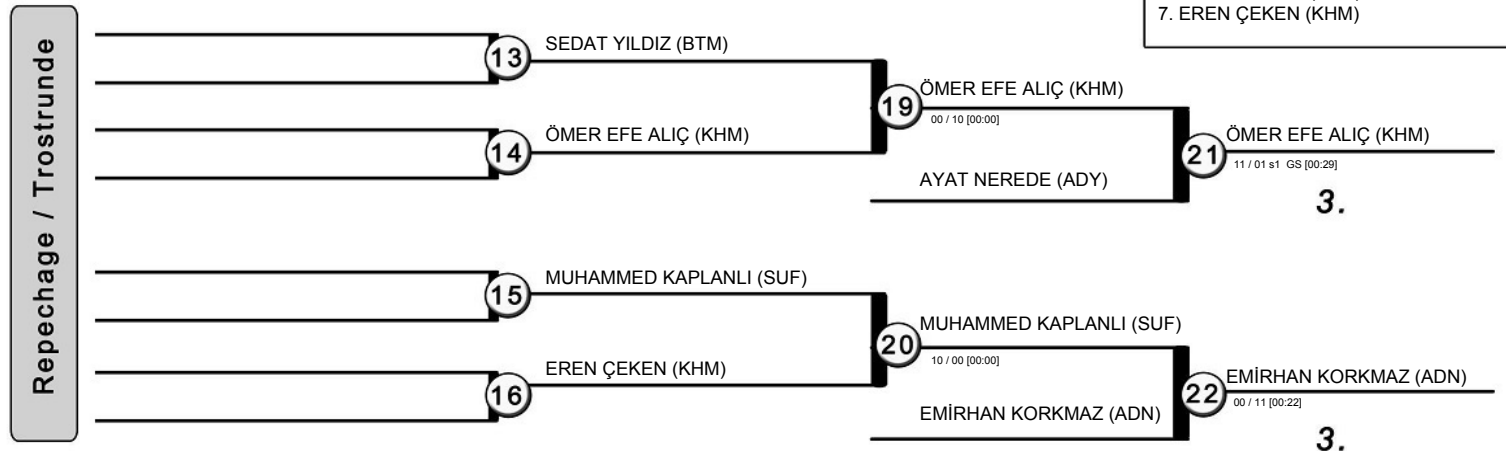 7. EREN ÇEKEN (KHM)
Repechage / Trostrunde
13
SEDAT YILDIZ (BTM)
14
ÖMER EFE ALIÇ (KHM)
19
ÖMER EFE ALIÇ (KHM)
00 / 10 [00:00]
AYAT NEREDE (ADY)
21
ÖMER EFE ALIÇ (KHM)
11 / 01 s1 GS [00:29]
3.
15
MUHAMMED KAPLANLI (SUF)
16
EREN ÇEKEN (KHM)
20
MUHAMMED KAPLANLI (SUF)
10 / 00 [00:00]
EMİRHAN KORKMAZ (ADN)
22
EMİRHAN KORKMAZ (ADN)
00 / 11 [00:22]
3.